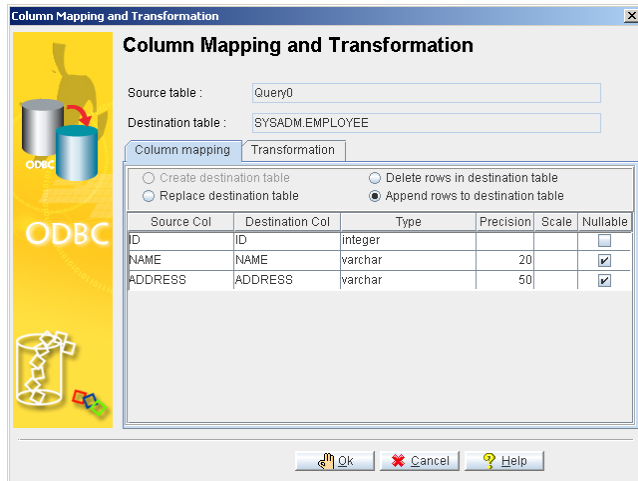 Column Mapping and Transformation
Column Mapping and Transformation
Source table : Query0
Destination table : SYSADM.EMPLOYEE
Column mapping Transformation
Create destination table Delete rows in destination table
Replace destination table Append rows to destination table
Source Col Destination Col Type Precision Scale Nullable
ID ID integer
NAME NAME varchar 20
ADDRESS ADDRESS varchar 50
ODBC
ODBC
Ok Cancel Help